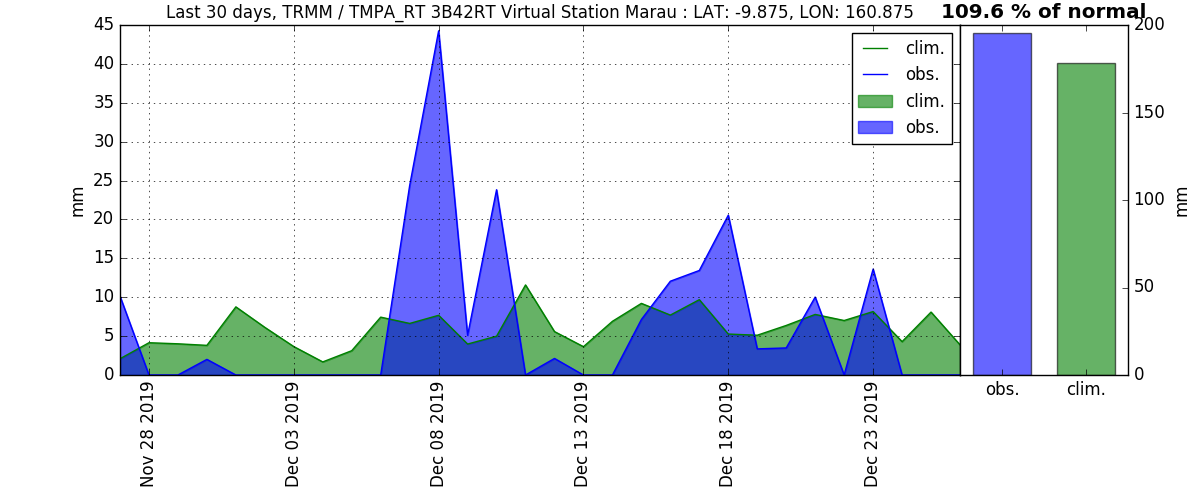 Last 30 days, TRMM / TMPA_RT 3B42RT Virtual Station Marau : LAT: -9.875, LON: 160.875
109.6 % of normal
45
40
35
30
25
20
15
10
5
0
mm
clim.
obs.
clim.
obs.
Nov 28 2019
Dec 03 2019
Dec 08 2019
Dec 13 2019
Dec 18 2019
Dec 23 2019
200
150
100
50
0
mm
obs.
clim.